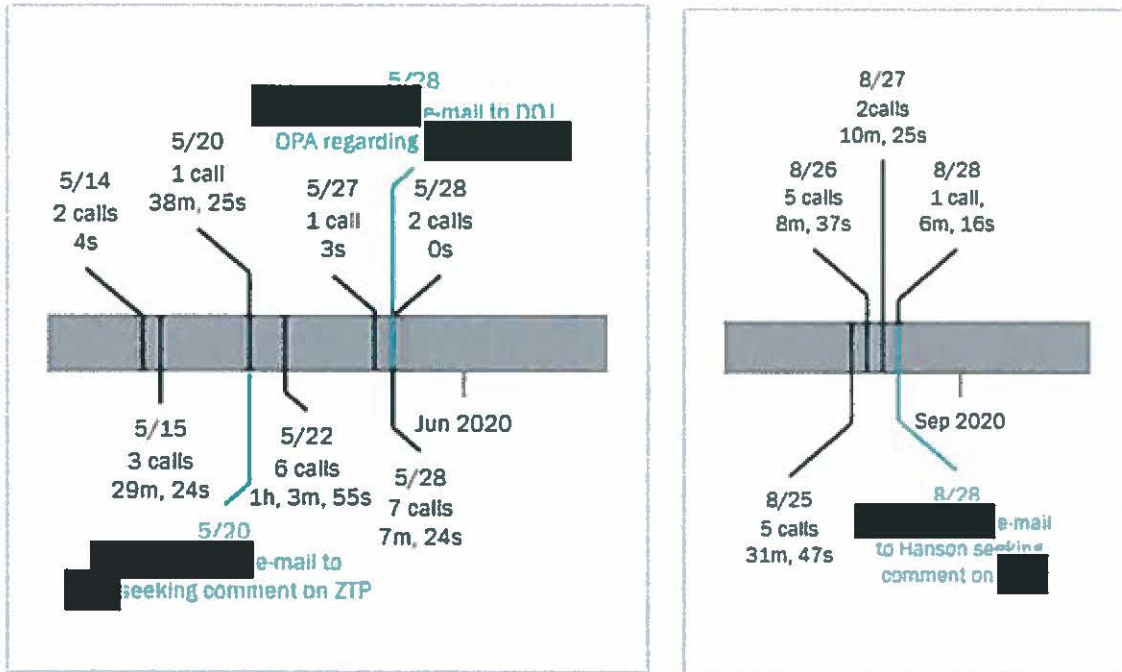 5/28
e-mail to DOJ
OPA regarding
5/20
1 call
38m, 25s
5/14
2 calls
4s
5/27
1 call
3s
5/28
2 calls
0s
Jun 2020
5/15
3 calls
29m, 24s
5/22
6 calls
1h, 3m, 55s
5/28
7 calls
7m, 24s
5/20
e-mail to
seeking comment on ZTP
8/27
2calls
10m, 25s
8/26
5 calls
8m, 37s
8/28
1 call,
6m, 16s
Sep 2020
8/25
5 calls
31m, 47s
8/28
e-mail
to Hanson seeking
comment on